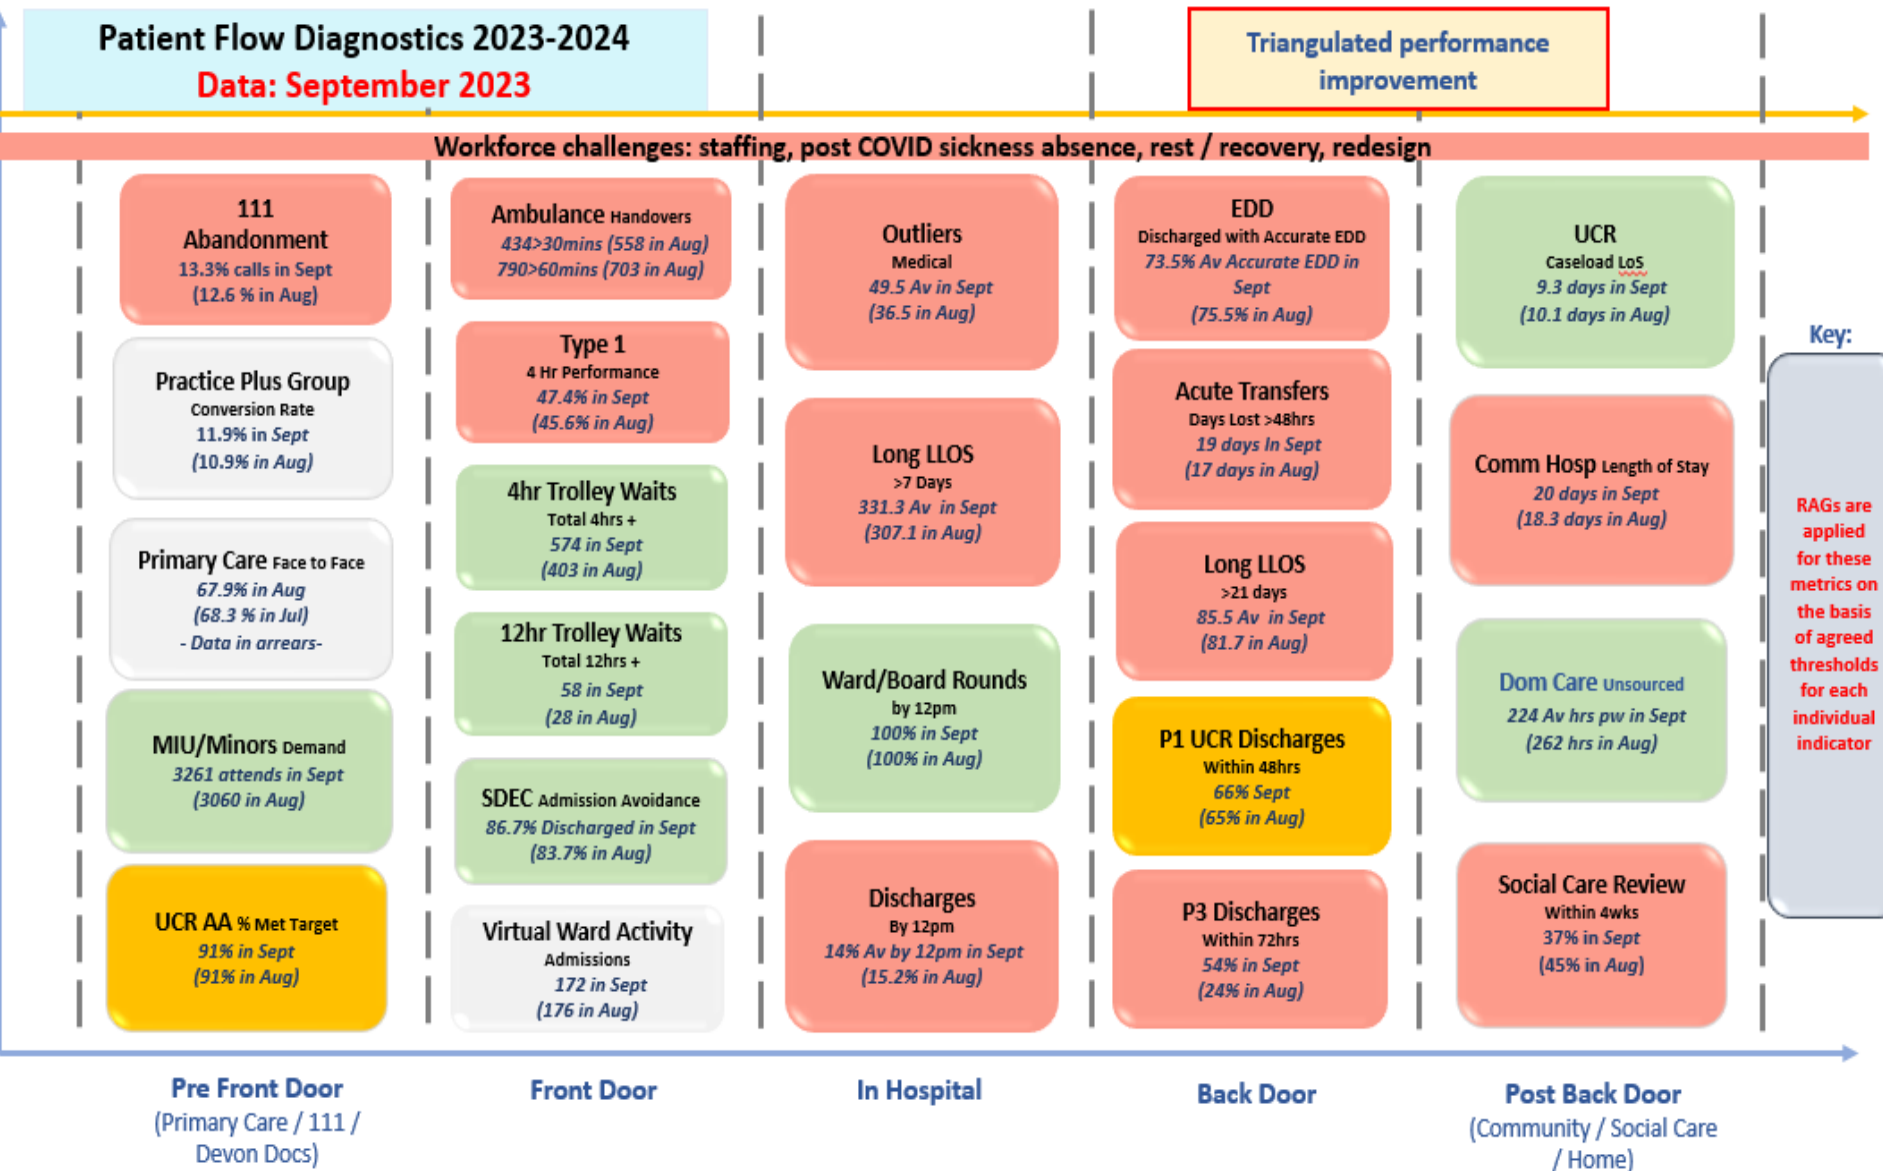 Patient Flow Diagnostics 2023-2024
Data: September 2023
Triangulated performance
improvement
Workforce challenges: staffing, post COVID sickness absence, rest / recovery, redesign
111
Abandonment
13.3% calls in Sept
(12.6 % in Aug)
Practice Plus Group
Conversion Rate
11.9% in Sept
(10.9% in Aug)
Primary Care Face to Face
67.9% in Aug
(68.3 % in Jul)
- Data in arrears-
MIU/Minors Demand
3261 attends in Sept
(3060 in Aug)
UCR AA % Met Target
91% in Sept
(91% in Aug)
Ambulance Handovers
434>30mins (558 in Aug)
790>60mins (703 in Aug)
Type 1
4 Hr Performance
47.4% in Sept
(45.6% in Aug)
4hr Trolley Waits
Total 4hrs +
574 in Sept
(403 in Aug)
12hr Trolley Waits
Total 12hrs +
58 in Sept
(28 in Aug)
SDEC Admission Avoidance
86.7% Discharged in Sept
(83.7% in Aug)
Virtual Ward Activity
Admissions
172 in Sept
(176 in Aug)
Outliers
Medical
49.5 Av in Sept
(36.5 in Aug)
Long LLOS
>7 Days
331.3 Av in Sept
(307.1 in Aug)
Ward/Board Rounds
by 12pm
100% in Sept
(100% in Aug)
Discharges
By 12pm
14% Av by 12pm in Sept
(15.2% in Aug)
EDD
Discharged with Accurate EDD
73.5% Av Accurate EDD in
Sept
(75.5% in Aug)
Acute Transfers
Days Lost >48hrs
19 days In Sept
(17 days in Aug)
Long LLOS
>21 days
85.5 Av in Sept
(81.7 in Aug)
P1 UCR Discharges
Within 48hrs
66% Sept
(65% in Aug)
P3 Discharges
Within 72hrs
54% in Sept
(24% in Aug)
UCR
Caseload LoS
9.3 days in Sept
(10.1 days in Aug)
Comm Hosp Length of Stay
20 days in Sept
(18.3 days in Aug)
Dom Care Unsourced
224 Av hrs pw in Sept
(262 hrs in Aug)
Social Care Review
Within 4wks
37% in Sept
(45% in Aug)
Key:
RAGs are
applied
for these
metrics on
the basis
of agreed
thresholds
for each
individual
indicator
Pre Front Door
(Primary Care / 111 /
Devon Docs)
Front Door
In Hospital
Back Door
Post Back Door
(Community / Social Care
/ Home)